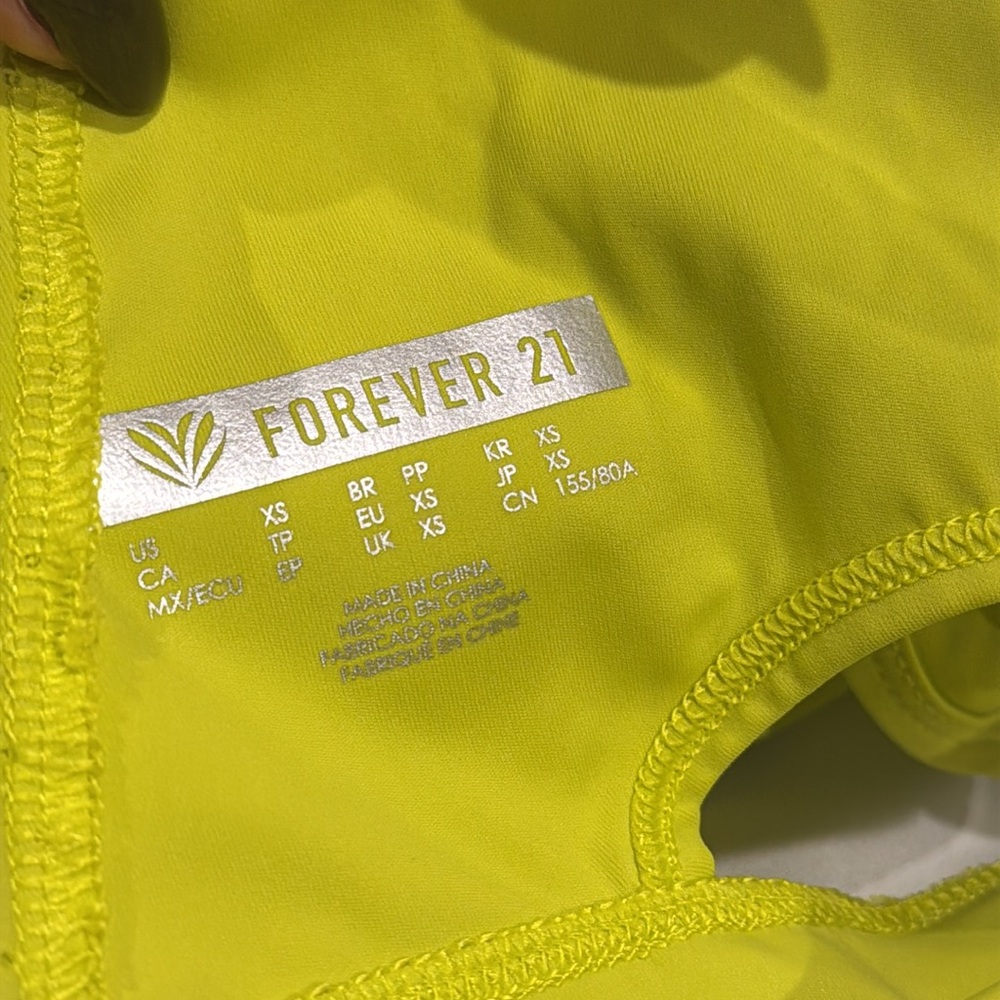 FOREVER 21
US XS BR PP KR XS
CA TP EU XS JP XS
MX/ECU EP UK XS CN 155/80A
MADE IN CHINA
HECHO EN CHINA
FABRICADO NA CHINA
FABRIQUÉ EN CHINE